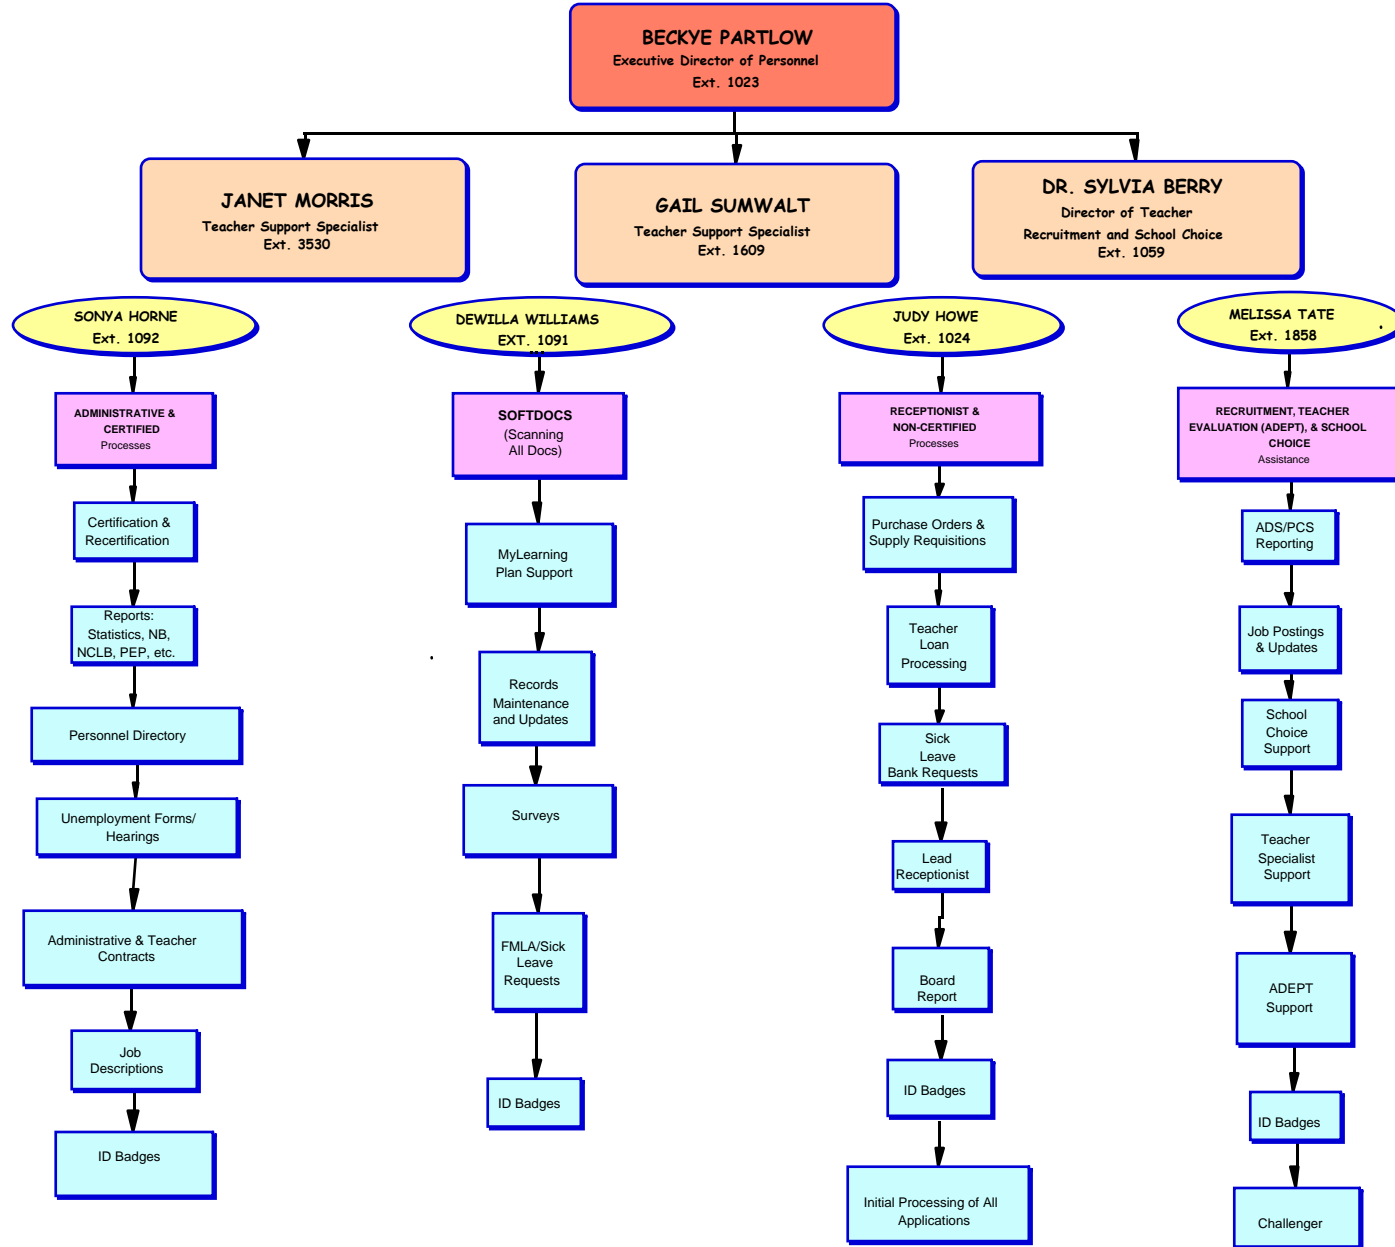 BECKYE PARTLOW
Executive Director of Personnel
Ext. 1023
JANET MORRIS
Teacher Support Specialist
Ext. 3530
GAIL SUMWALT
Teacher Support Specialist
Ext. 1609
DR. SYLVIA BERRY
Director of Teacher
Recruitment and School Choice
Ext. 1059
SONYA HORNE
Ext. 1092
ADMINISTRATIVE &
CERTIFIED
Processes
Certification &
Recertification
Reports:
Statistics, NB,
NCLB, PEP, etc.
Personnel Directory
Unemployment Forms/
Hearings
Administrative & Teacher
Contracts
Job
Descriptions
ID Badges
DEWILLA WILLIAMS
EXT. 1091
SOFTDOCS
(Scanning
All Docs)
MyLearning
Plan Support
Records
Maintenance
and Updates
Surveys
FMLA/Sick
Leave
Requests
ID Badges
JUDY HOWE
Ext. 1024
RECEPTIONIST &
NON-CERTIFIED
Processes
Purchase Orders &
Supply Requisitions
Teacher
Loan
Processing
Sick
Leave
Bank Requests
Lead
Receptionist
Board
Report
ID Badges
Initial Processing of All
Applications
MELISSA TATE
Ext. 1858
RECRUITMENT, TEACHER
EVALUATION (ADEPT), & SCHOOL
CHOICE
Assistance
ADS/PCS
Reporting
Job Postings
& Updates
School
Choice
Support
Teacher
Specialist
Support
ADEPT
Support
ID Badges
Challenger